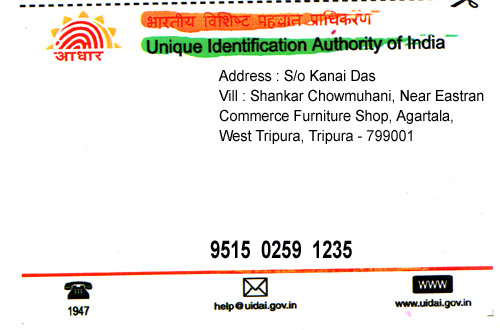 भारतीय विशिष्ट पहचान प्राधिकरण
Unique Identification Authority of India
आधार
Address : S/o Kanai Das
Vill : Shankar Chowmuhani, Near Eastran
Commerce Furniture Shop, Agartala,
West Tripura, Tripura - 799001
9515 0259 1235
1947
help@uidai.gov.in
WWW
www.uidai.gov.in